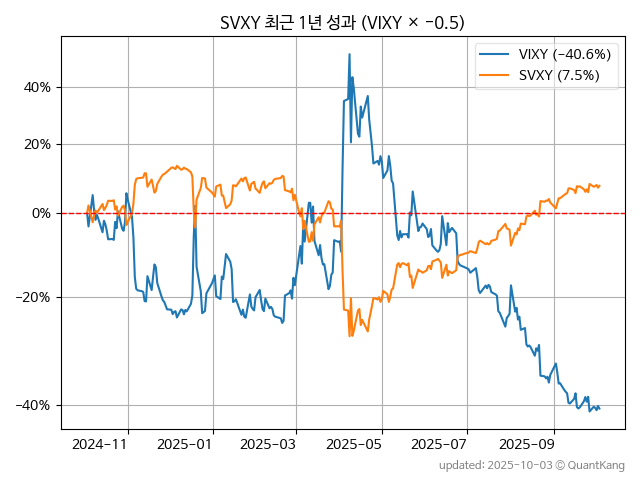 SVXY 최근 1년 성과 (VIXY × −0.5)
VIXY (−40.6%)
SVXY (7.5%)
40%
20%
0%
−20%
−40%
2024−11
2025−01
2025−03
2025−05
2025−07
2025−09
updated: 2025-10-03 © QuantKang